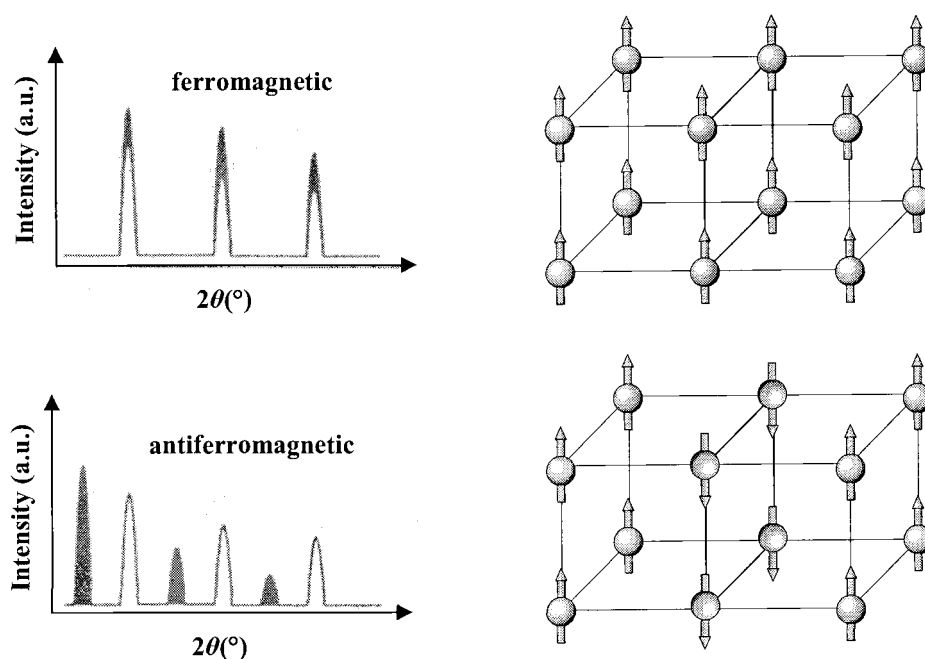 ferromagnetic
Intensity (a.u.)
2θ(°)
antiferromagnetic
Intensity (a.u.)
2θ(°)